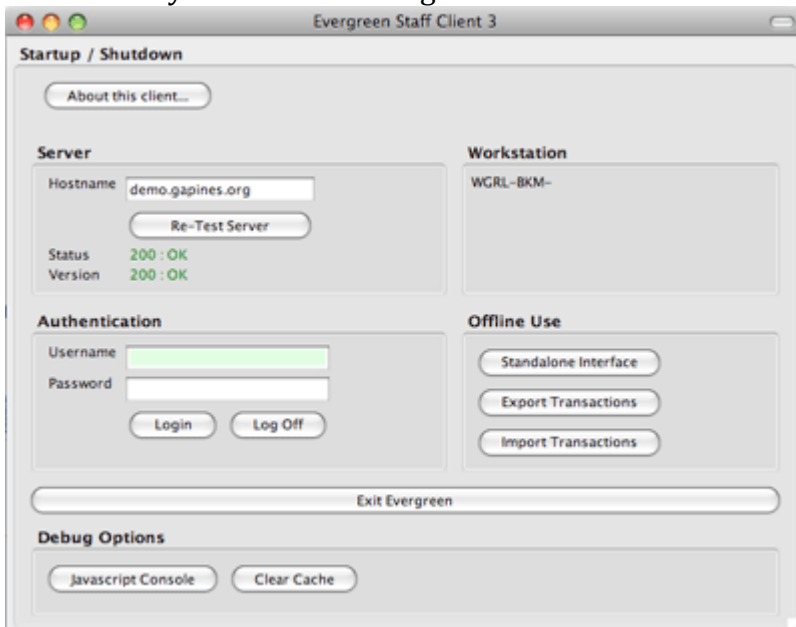 Evergreen Staff Client 3
Startup / Shutdown
About this client...
Server
Hostname demo.gapines.org
Re-Test Server
Status 200 : OK
Version 200 : OK
Workstation
WGRL-BKM-
Authentication
Username
Password
Login Log Off
Offline Use
Standalone Interface
Export Transactions
Import Transactions
Exit Evergreen
Debug Options
Javascript Console Clear Cache